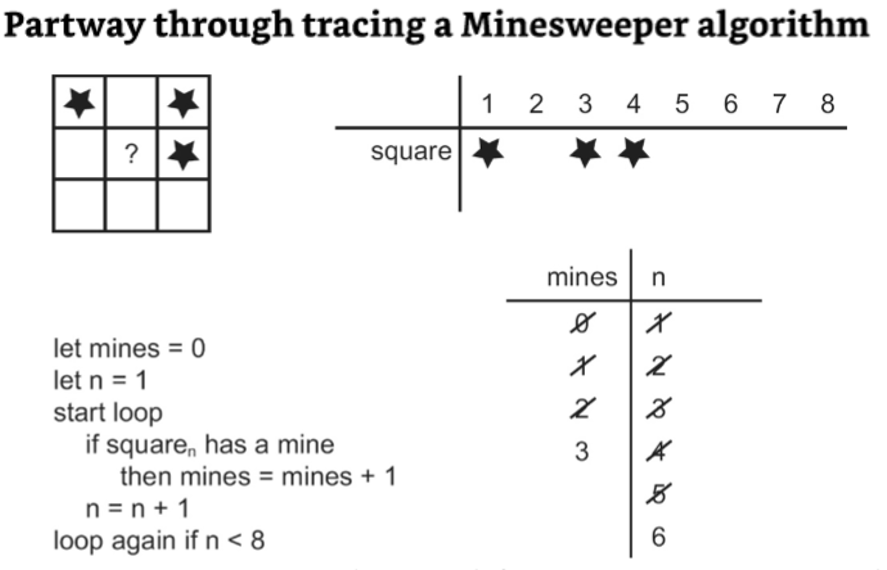 Partway through tracing a Minesweeper algorithm
1 2 3 4 5 6 7 8
?
square
mines n
0 1
1 2
2 3
3 4
5
6
let mines = 0
let n = 1
start loop
if squareₙ has a mine
then mines = mines + 1
n = n + 1
loop again if n < 8